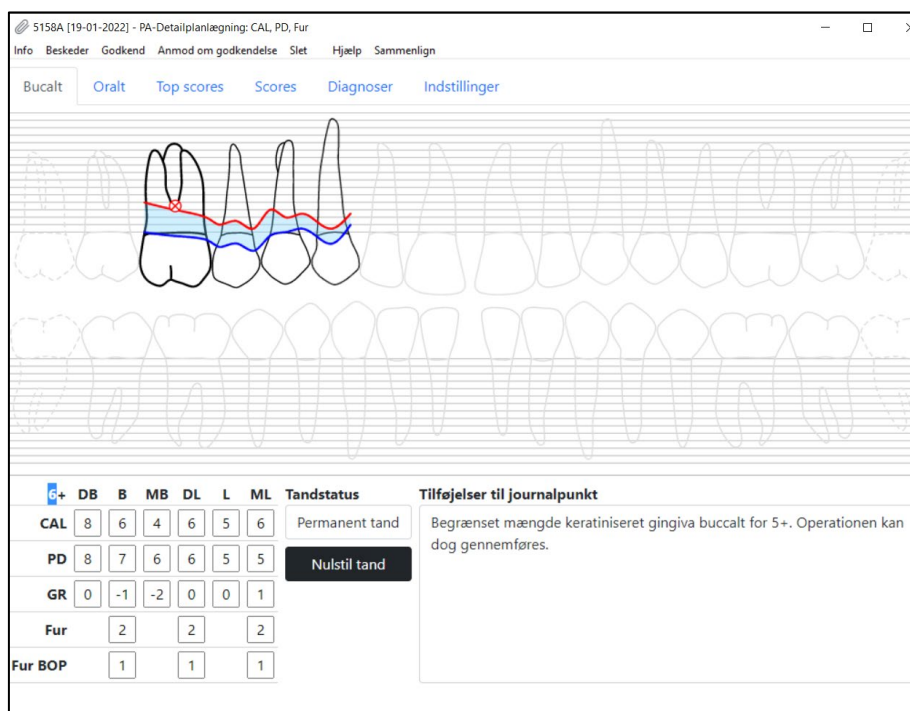 5158A [19-01-2022] - PA-Detailplanlægning: CAL, PD, Fur
Info Beskeder Godkend Anmod om godkendelse Slet Hjælp Sammenlign
Bucalt Oralt Top scores Scores Diagnoser Indstillinger
6+ DB B MB DL L ML Tandstatus Tilføjelser til journalpunkt
CAL 8 6 4 6 5 6 Permanent tand Begrænset mængde keratiniseret gingiva buccalt for 5+. Operationen kan
dog gennemføres.
PD 8 7 6 6 5 5 Nulstil tand
GR 0 -1 -2 0 0 1
Fur 2 2 2
Fur BOP 1 1 1